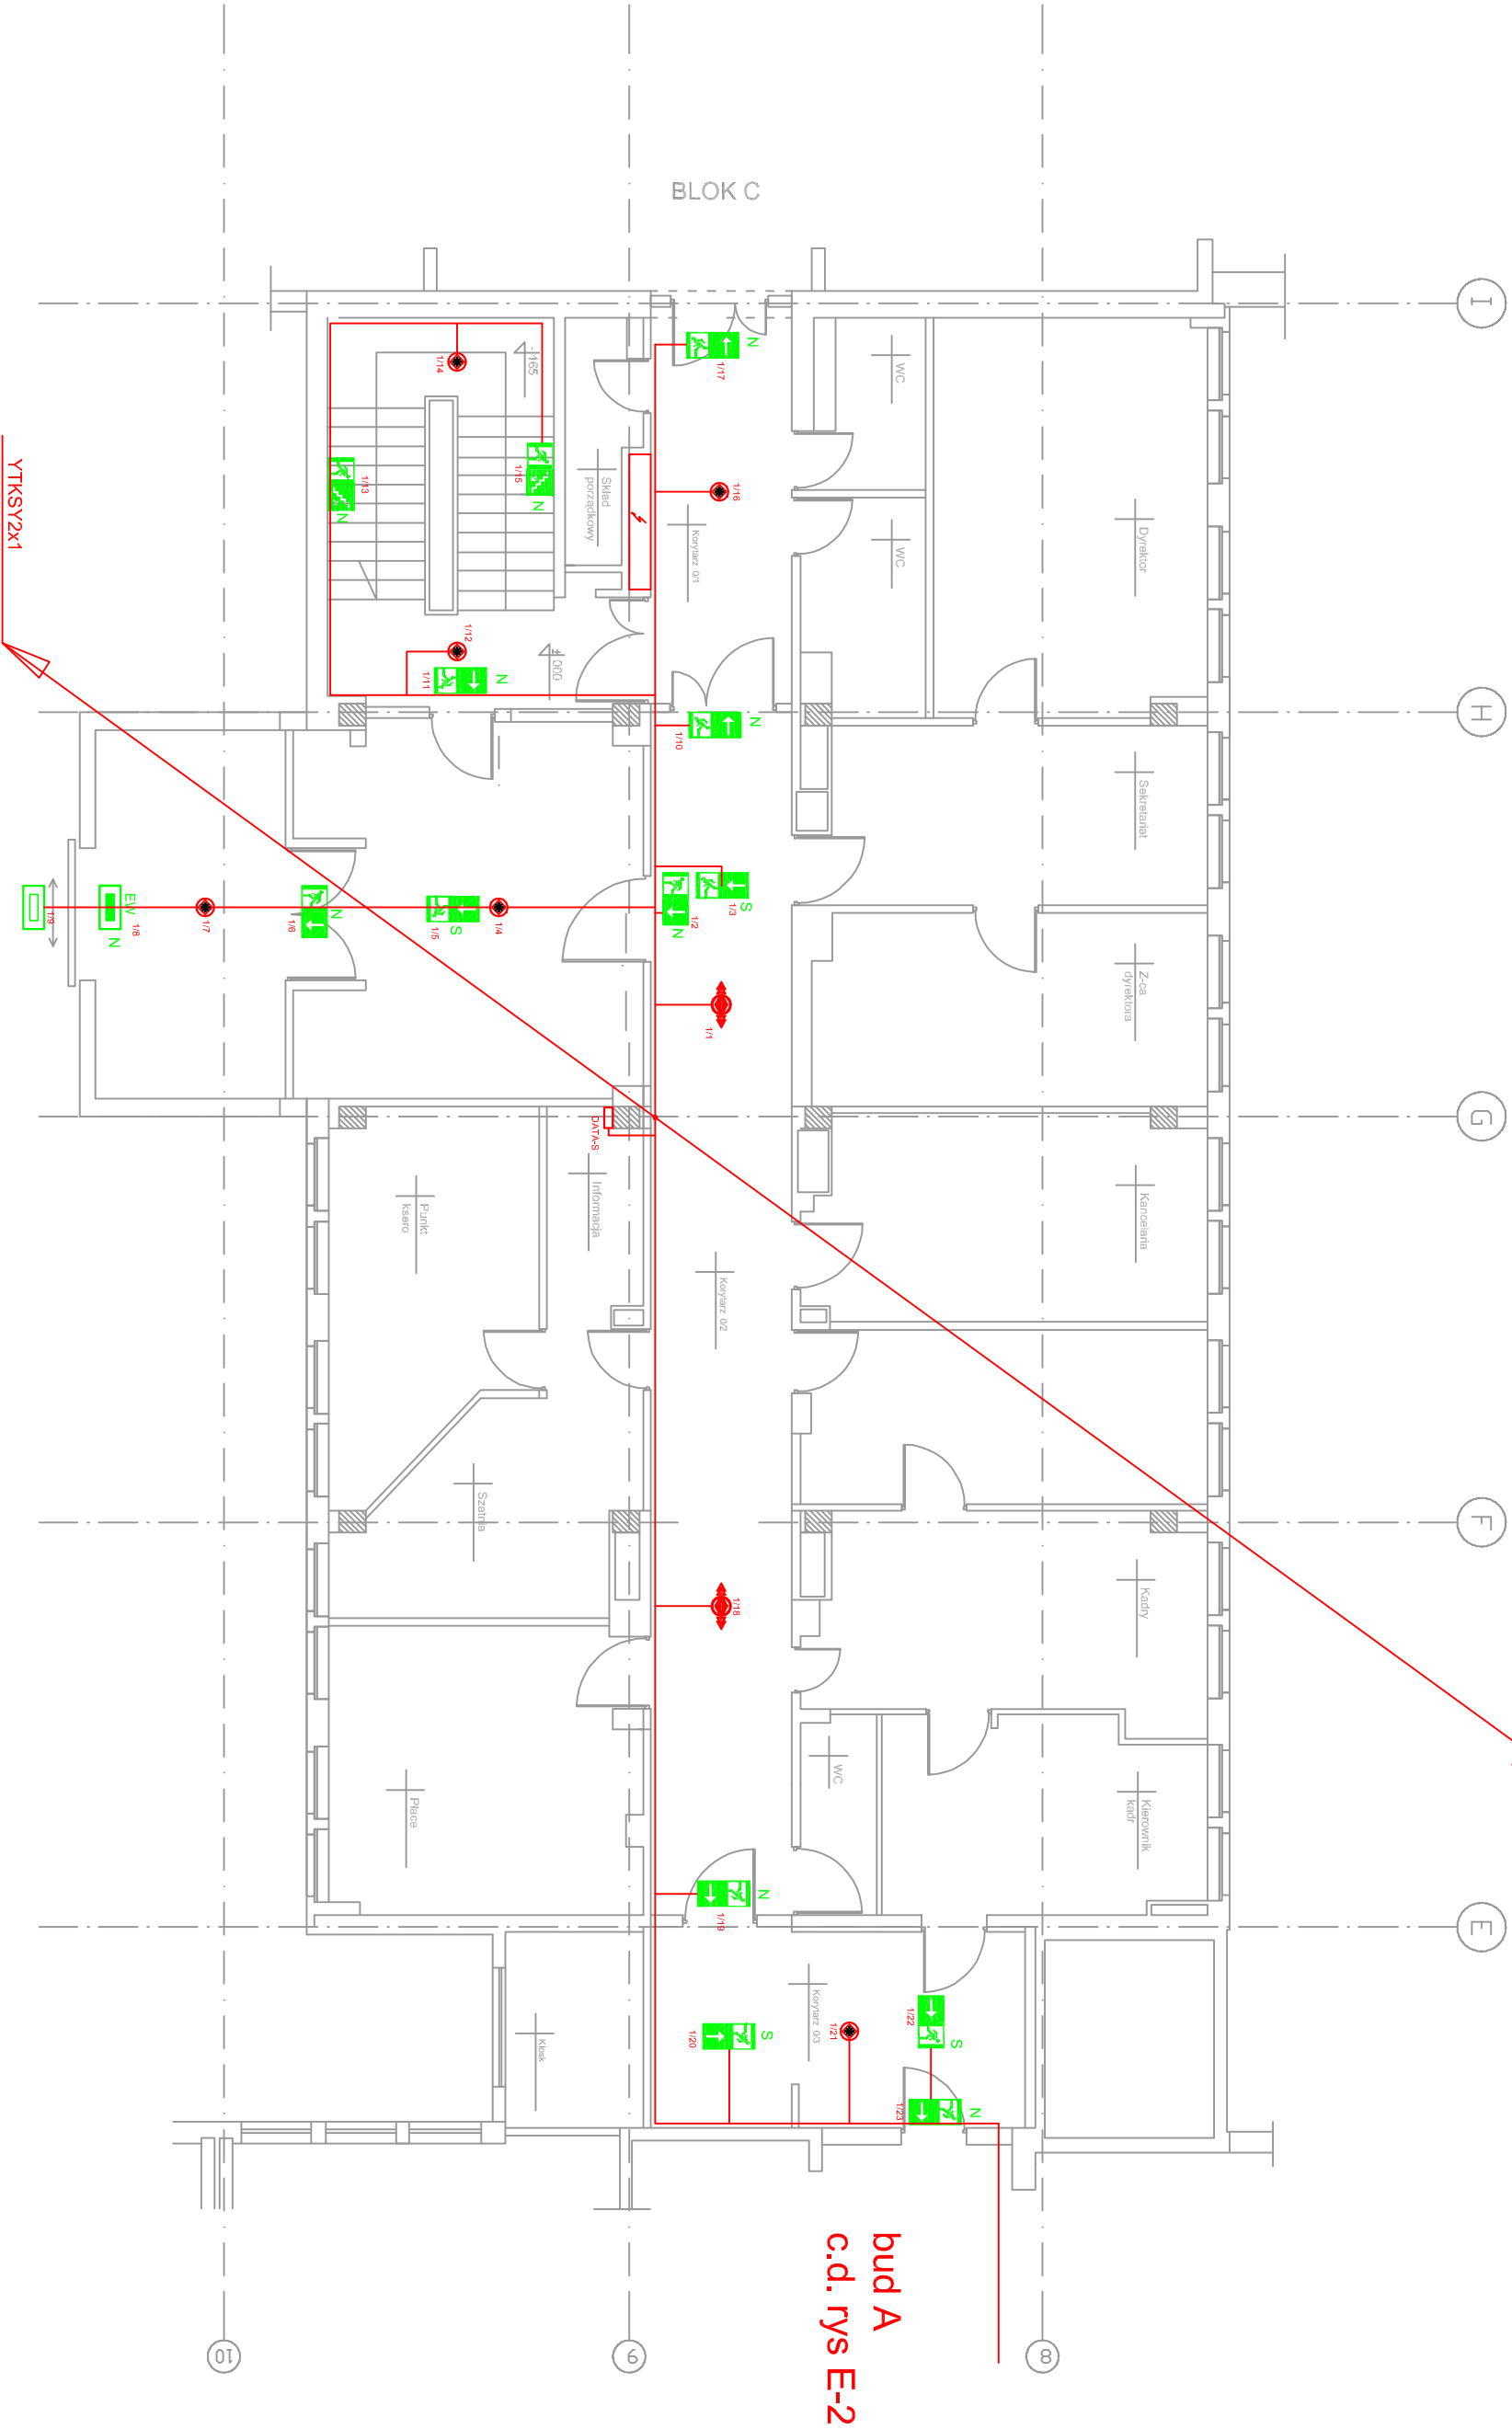 BLOK C
I
H
G
F
E
10
9
8
WC
WC
Dyrektor
Sekretariat
Z-ca
dyrektora
Kancelaria
Kadry
Kierownik
kadr
WC
Skład
porządkowy
Korytarz 0/1
Korytarz 0/2
Korytarz 0/3
Informacja
Punkt
ksero
Szatnia
Płace
Kiosk
-165
±000
DATA-S
YTKSY2x1
1/1
1/2
N
1/3
S
1/4
1/5
S
1/6
N
1/7
1/8
EW
N
1/9
1/10
N
1/11
N
1/12
1/13
N
1/14
1/15
N
1/16
1/17
N
1/18
1/19
N
1/20
S
1/21
1/22
S
1/23
N
bud A
c.d. rys E-2